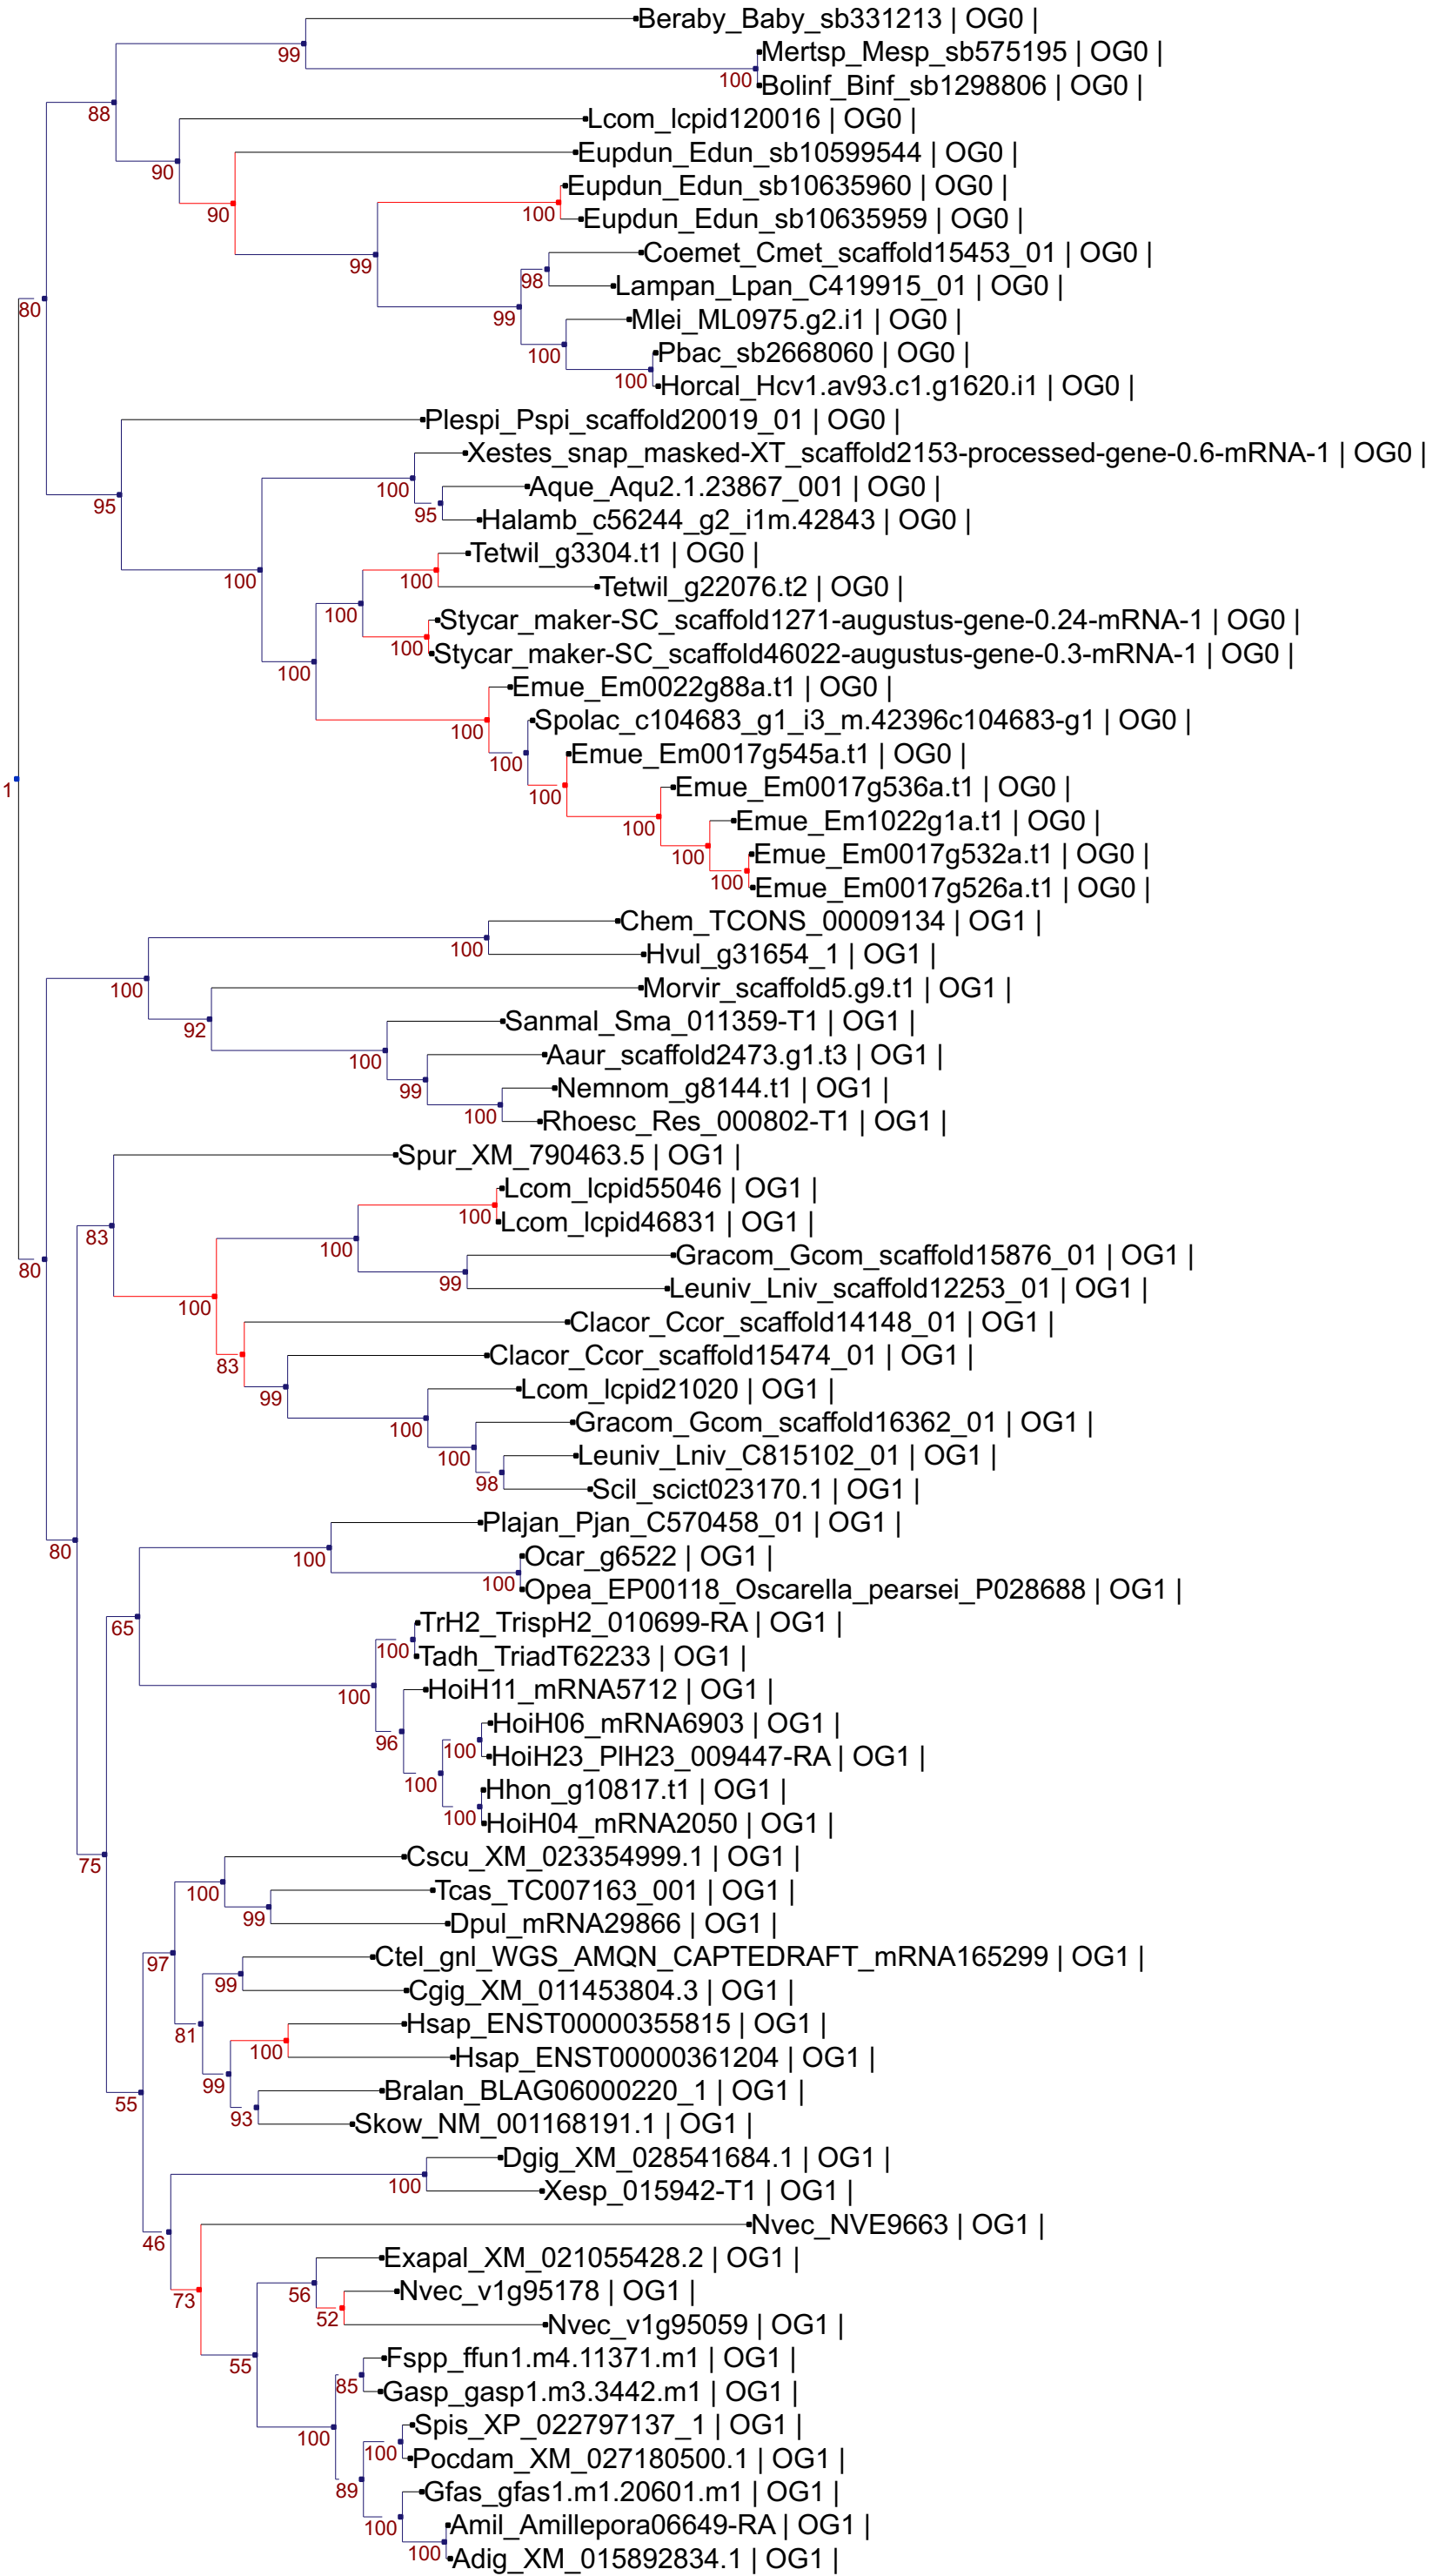 Beraby_Baby_sb331213 | OG0 |
99
Mertsp_Mesp_sb575195 | OG0 |
100
Bolinf_Binf_sb1298806 | OG0 |
88
Lcom_lcpid120016 | OG0 |
90
Eupdun_Edun_sb10599544 | OG0 |
90
Eupdun_Edun_sb10635960 | OG0 |
100
Eupdun_Edun_sb10635959 | OG0 |
99
Coemet_Cmet_scaffold15453_01 | OG0 |
98
Lampan_Lpan_C419915_01 | OG0 |
80
99
Mlei_ML0975.g2.i1 | OG0 |
100
Pbac_sb2668060 | OG0 |
100
Horcal_Hcv1.av93.c1.g1620.i1 | OG0 |
Plespi_Pspi_scaffold20019_01 | OG0 |
Xestes_snap_masked-XT_scaffold2153-processed-gene-0.6-mRNA-1 | OG0 |
100
Aque_Aqu2.1.23867_001 | OG0 |
95
95
Halamb_c56244_g2_i1m.42843 | OG0 |
Tetwil_g3304.t1 | OG0 |
100
100
Tetwil_g22076.t2 | OG0 |
100
Stycar_maker-SC_scaffold1271-augustus-gene-0.24-mRNA-1 | OG0 |
100
Stycar_maker-SC_scaffold46022-augustus-gene-0.3-mRNA-1 | OG0 |
100
Emue_Em0022g88a.t1 | OG0 |
100
Spolac_c104683_g1_i3_m.42396c104683-g1 | OG0 |
100
Emue_Em0017g545a.t1 | OG0 |
1
100
Emue_Em0017g536a.t1 | OG0 |
100
Emue_Em1022g1a.t1 | OG0 |
100
Emue_Em0017g532a.t1 | OG0 |
100
Emue_Em0017g526a.t1 | OG0 |
Chem_TCONS_00009134 | OG1 |
100
Hvul_g31654_1 | OG1 |
100
Morvir_scaffold5.g9.t1 | OG1 |
92
Sanmal_Sma_011359-T1 | OG1 |
100
Aaur_scaffold2473.g1.t3 | OG1 |
99
Nemnom_g8144.t1 | OG1 |
100
Rhoesc_Res_000802-T1 | OG1 |
Spur_XM_790463.5 | OG1 |
Lcom_lcpid55046 | OG1 |
100
Lcom_lcpid46831 | OG1 |
83
100
Gracom_Gcom_scaffold15876_01 | OG1 |
80
99
Leuniv_Lniv_scaffold12253_01 | OG1 |
100
Clacor_Ccor_scaffold14148_01 | OG1 |
83
Clacor_Ccor_scaffold15474_01 | OG1 |
99
Lcom_lcpid21020 | OG1 |
100
Gracom_Gcom_scaffold16362_01 | OG1 |
100
Leuniv_Lniv_C815102_01 | OG1 |
98
Scil_scict023170.1 | OG1 |
Plajan_Pjan_C570458_01 | OG1 |
80
100
Ocar_g6522 | OG1 |
100
Opea_EP00118_Oscarella_pearsei_P028688 | OG1 |
65
TrH2_TrispH2_010699-RA | OG1 |
100
Tadh_TriadT62233 | OG1 |
100
HoiH11_mRNA5712 | OG1 |
96
HoiH06_mRNA6903 | OG1 |
100
HoiH23_PlH23_009447-RA | OG1 |
100
Hhon_g10817.t1 | OG1 |
100
HoiH04_mRNA2050 | OG1 |
75
Cscu_XM_023354999.1 | OG1 |
100
Tcas_TC007163_001 | OG1 |
99
Dpul_mRNA29866 | OG1 |
97
Ctel_gnl_WGS_AMQN_CAPTEDRAFT_mRNA165299 | OG1 |
99
Cgig_XM_011453804.3 | OG1 |
81
Hsap_ENST00000355815 | OG1 |
100
Hsap_ENST00000361204 | OG1 |
99
55
Bralan_BLAG06000220_1 | OG1 |
93
Skow_NM_001168191.1 | OG1 |
Dgig_XM_028541684.1 | OG1 |
100
Xesp_015942-T1 | OG1 |
46
Nvec_NVE9663 | OG1 |
73
Exapal_XM_021055428.2 | OG1 |
56
Nvec_v1g95178 | OG1 |
52
Nvec_v1g95059 | OG1 |
55
Fspp_ffun1.m4.11371.m1 | OG1 |
85
Gasp_gasp1.m3.3442.m1 | OG1 |
100
Spis_XP_022797137_1 | OG1 |
100
Pocdam_XM_027180500.1 | OG1 |
89
Gfas_gfas1.m1.20601.m1 | OG1 |
100
Amil_Amillepora06649-RA | OG1 |
100
Adig_XM_015892834.1 | OG1 |